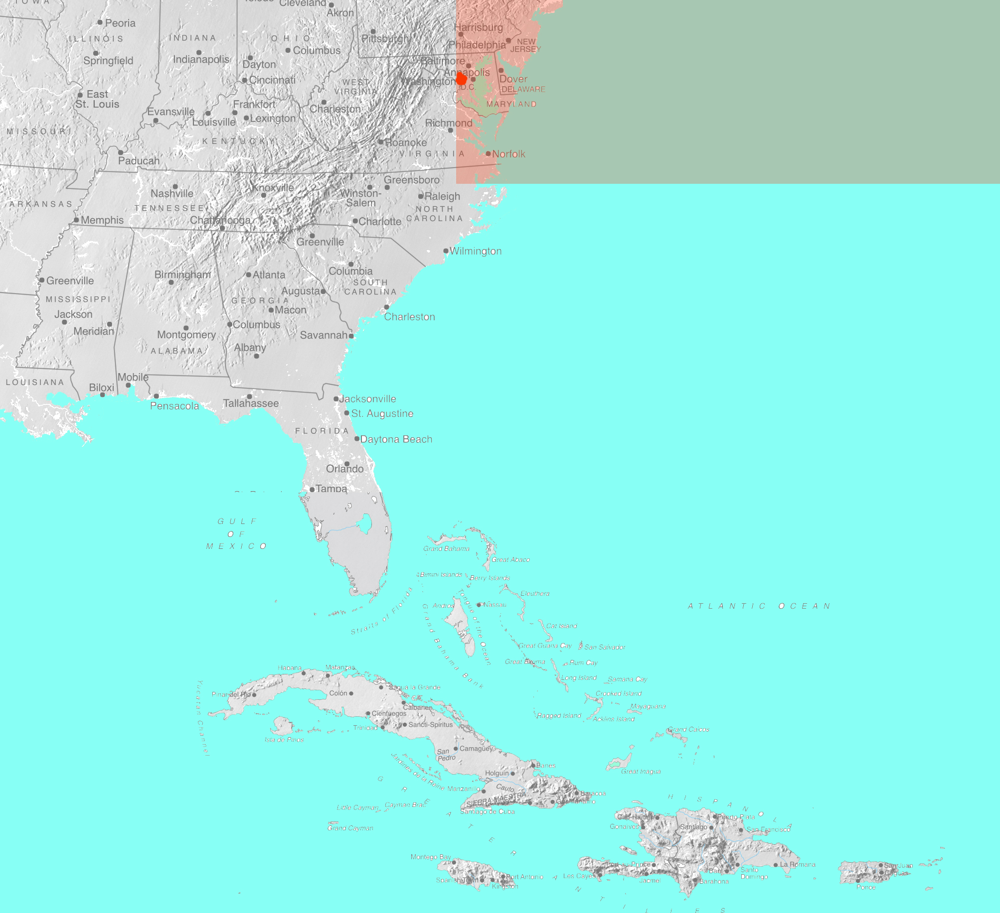 IOWA
Cleveland
Akron
Peoria
ILLINOIS
INDIANA
OHIO
Pittsburgh
Harrisburg
Philadelphia
NEW
JERSEY
Springfield
Indianapolis
Columbus
Dayton
Baltimore
Annapolis
Washington
D.C.
Dover
DELAWARE
MARYLAND
Cincinnati
WEST
VIRGINIA
East
St. Louis
Frankfort
Charleston
Evansville
Louisville
Lexington
Richmond
MISSOURI
KENTUCKY
Roanoke
VIRGINIA
Norfolk
Paducah
Greensboro
Nashville
Knoxville
Winston-
Salem
Raleigh
ARKANSAS
TENNESSEE
NORTH
CAROLINA
Memphis
Chattanooga
Charlotte
Greenville
Wilmington
Birmingham
Atlanta
Columbia
Greenville
SOUTH
CAROLINA
Augusta
MISSISSIPPI
GEORGIA
Macon
Jackson
Charleston
Meridian
Columbus
Montgomery
Savannah
ALABAMA
Albany
LOUISIANA
Mobile
Biloxi
Pensacola
Tallahassee
Jacksonville
St. Augustine
FLORIDA
Daytona Beach
Orlando
Tampa
GULF
OF
MEXICO
Grand Bahama
Great Abaco
Bimini Islands
Berry Islands
Eleuthera
Straits of Florida
Andros
Tongue of the Ocean
Nassau
ATLANTIC OCEAN
Grand Bahama Bank
Cat Island
Great Guana Cay
San Salvador
Great Exuma
Rum Cay
Long Island
Samana Cay
Crooked Island
Mayaguana
Ragged Island
Acklins Island
Grand Caicos
Great Inagua
Yucatan Channel
Habana
Matanzas
Pinar del Rio
Colón
Sagua la Grande
Caibarien
Cienfuegos
Trinidad
Sancti-Spiritus
Isla de Pinos
San
Pedro
Camagüey
Jardines de la Reine
Banes
Holguín
Manzanillo
Cauto
Baracoa
SIERRA MAESTRA
Guantanamo
Santiago de Cuba
Little Cayman
Cayman Brac
Grand Cayman
GREATER ANTILLES
HISPANOLA
Cap-Haïtien
Puerto Plata
Gonaïves
Santiago
San Francisco
Montego Bay
Port-au-Prince
La Romana
San Juan
Spanish Town
Port Antonio
Les Cayes
Bani
Santo
Domingo
Caguas
Kingston
Jacmel
Barahona
Ponce